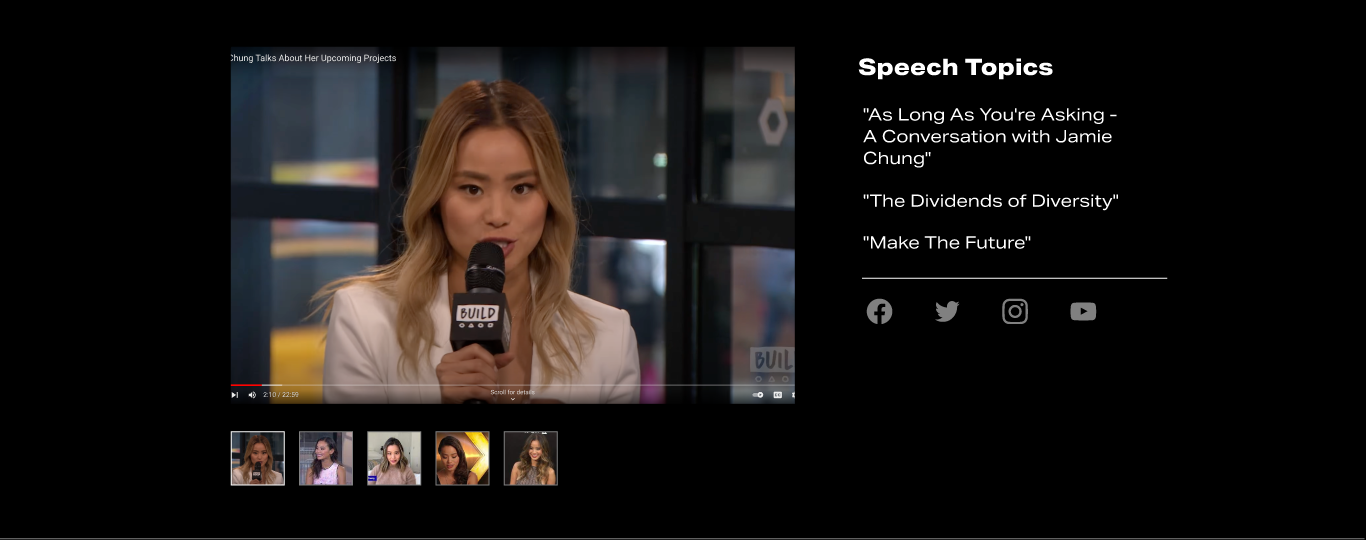 Chung Talks About Her Upcoming Projects
BUILD
BUIL
2:10 / 22:59
Scroll for details
CC
Speech Topics
"As Long As You're Asking -
A Conversation with Jamie
Chung"
"The Dividends of Diversity"
"Make The Future"